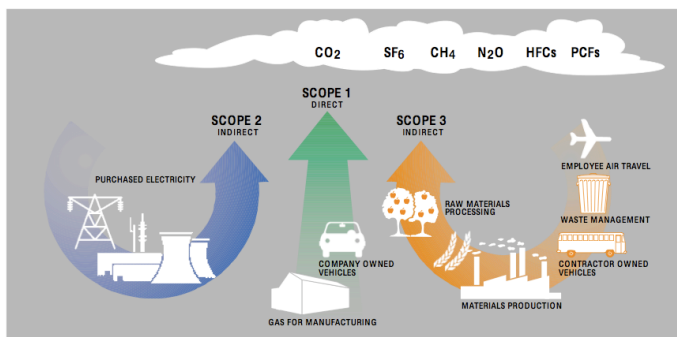 CO2 SF6 CH4 N2O HFCs PCFs
SCOPE 1
DIRECT
SCOPE 2
INDIRECT
SCOPE 3
INDIRECT
PURCHASED ELECTRICITY
COMPANY OWNED
VEHICLES
GAS FOR MANUFACTURING
RAW MATERIALS
PROCESSING
MATERIALS PRODUCTION
EMPLOYEE AIR TRAVEL
WASTE MANAGEMENT
CONTRACTOR OWNED
VEHICLES